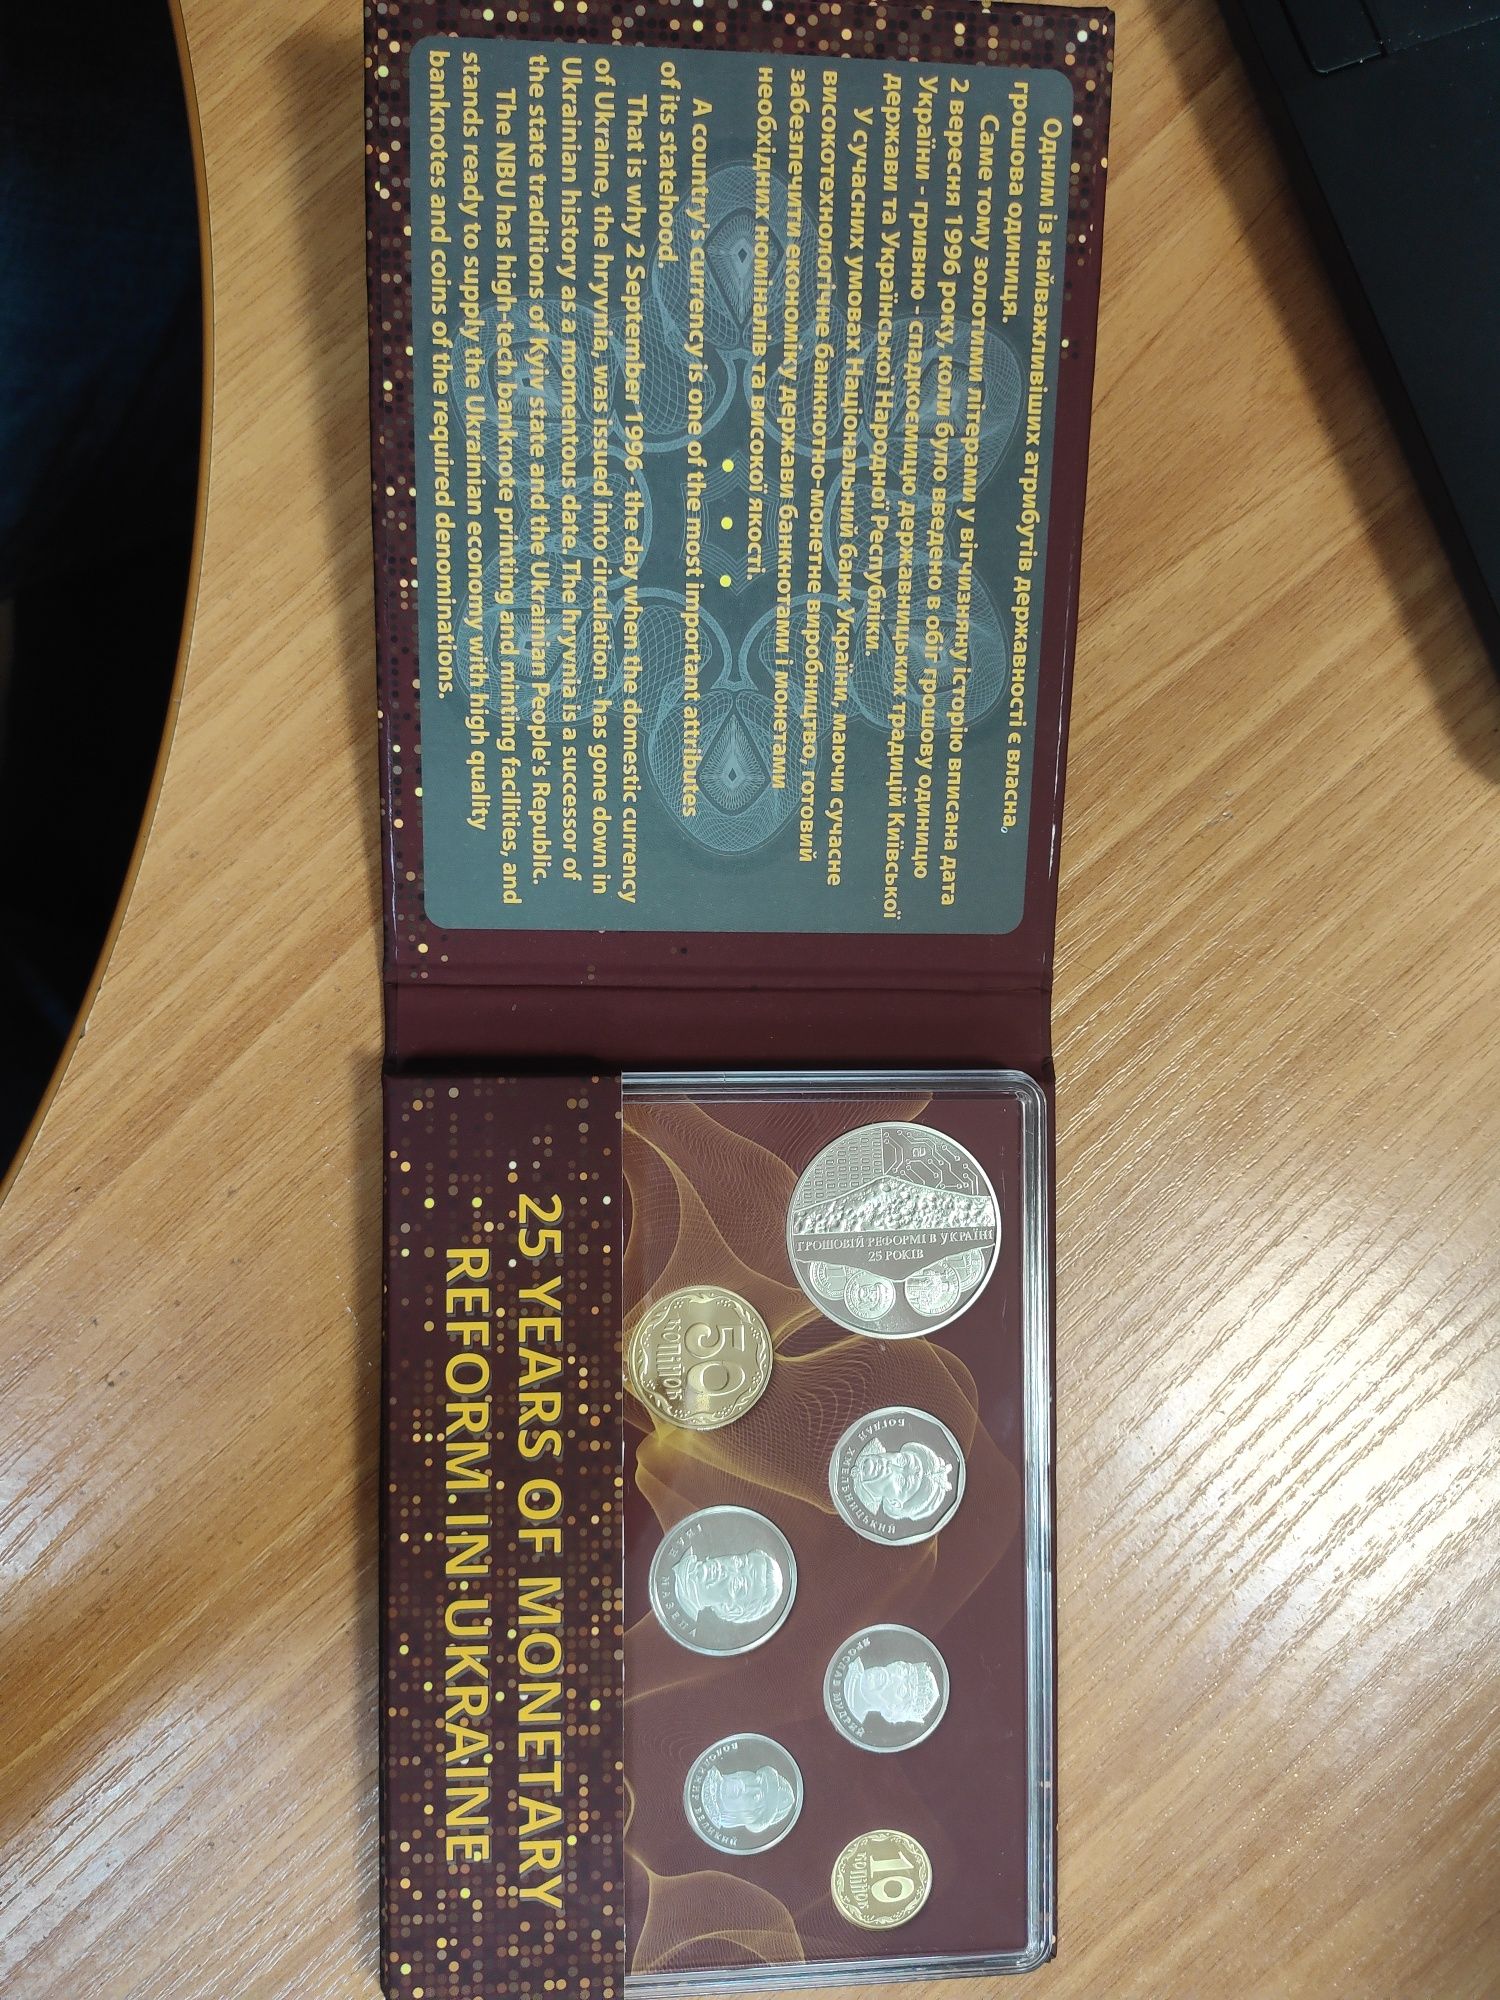 Одним із найважливіших атрибутів державності є власна,
грошова одиниця.
Саме тому золотими літерами у вітчизняну історію вписана дата
2 вересня 1996 року, коли було введено в обіг грошову одиницю
України - гривню - спадкоємицю державницьких традицій Київської
держави та Української Народної Республіки.
У сучасних умовах Національний банк України, маючи сучасне
високотехнологічне банкнотно-монетне виробництво, готовий
забезпечити економіку держави банкнотами і монетами
необхідних номіналів та високої якості.
A country's currency is one of the most important attributes
of its statehood.
That is why 2 September 1996 - the day when the domestic currency
of Ukraine, the hryvnia, was issued into circulation - has gone down in
Ukrainian history as a momentous date. The hryvnia is a successor of
the state traditions of Kyiv state and the Ukrainian People's Republic.
The NBU has high-tech banknote printing and minting facilities, and
stands ready to supply the Ukrainian economy with high quality
banknotes and coins of the required denominations.
ГРОШОВІЙ РЕФОРМІ В УКРАЇНІ
25 РОКІВ
БОГДАН ХМЕЛЬНИЦЬКИЙ
ЯРОСЛАВ МУДРИЙ
10
КОПІЙОК
50
КОПІЙОК
ІВАН МАЗЕПА
ВОЛОДИМИР ВЕЛИКИЙ
25 YEARS OF MONETARY
REFORM IN UKRAINE